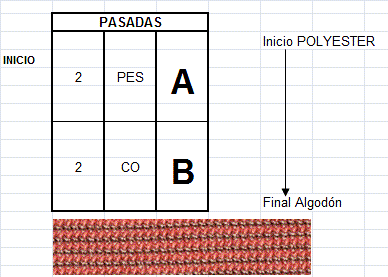 PASADAS
Inicio POLYESTER
INICIO
2 PES A
2 CO B
Final Algodón